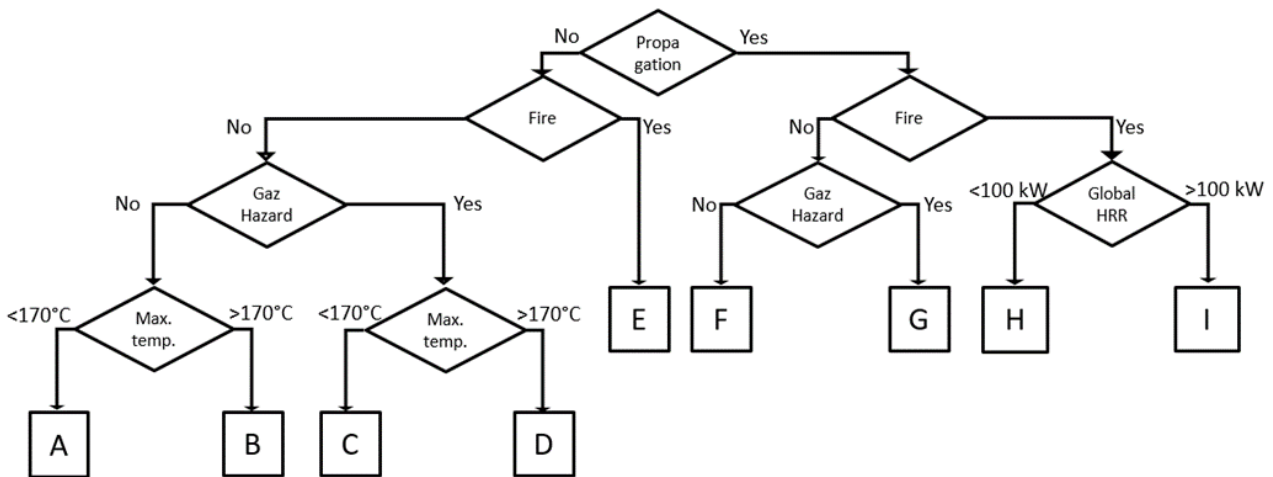 No
Propa
gation
Yes
Fire
Fire
No
Yes
No
Yes
Gaz
Hazard
Gaz
Hazard
Global
HRR
No
Yes
No
Yes
<100 kW
>100 kW
Max.
temp.
Max.
temp.
<170°C
>170°C
<170°C
>170°C
E
F
G
H
I
A
B
C
D